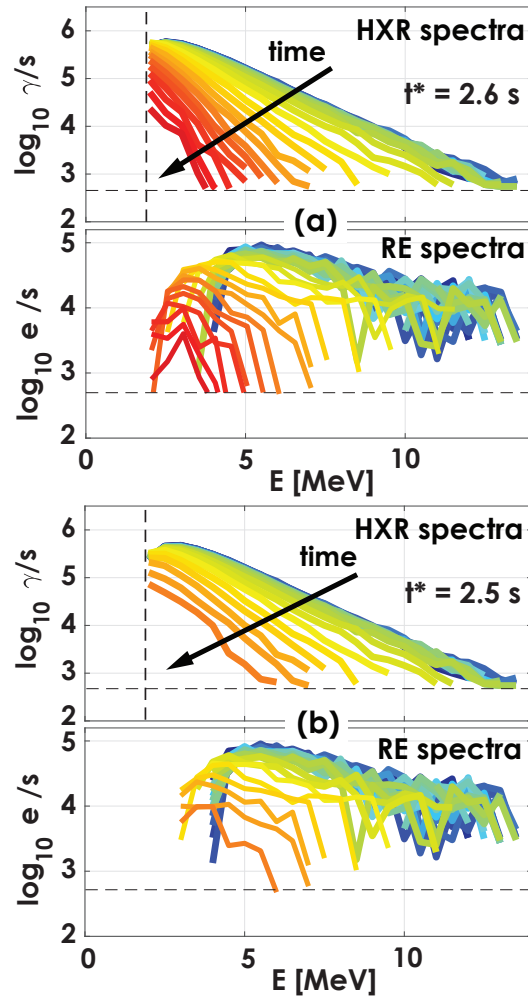 6
5
4
3
2
log10 γ/s
HXR spectra
time
t* = 2.6 s
(a)
5
4
3
2
log10 e /s
RE spectra
0
5
10
E [MeV]
6
5
4
3
2
log10 γ/s
HXR spectra
time
t* = 2.5 s
(b)
5
4
3
2
log10 e /s
RE spectra
0
5
10
E [MeV]